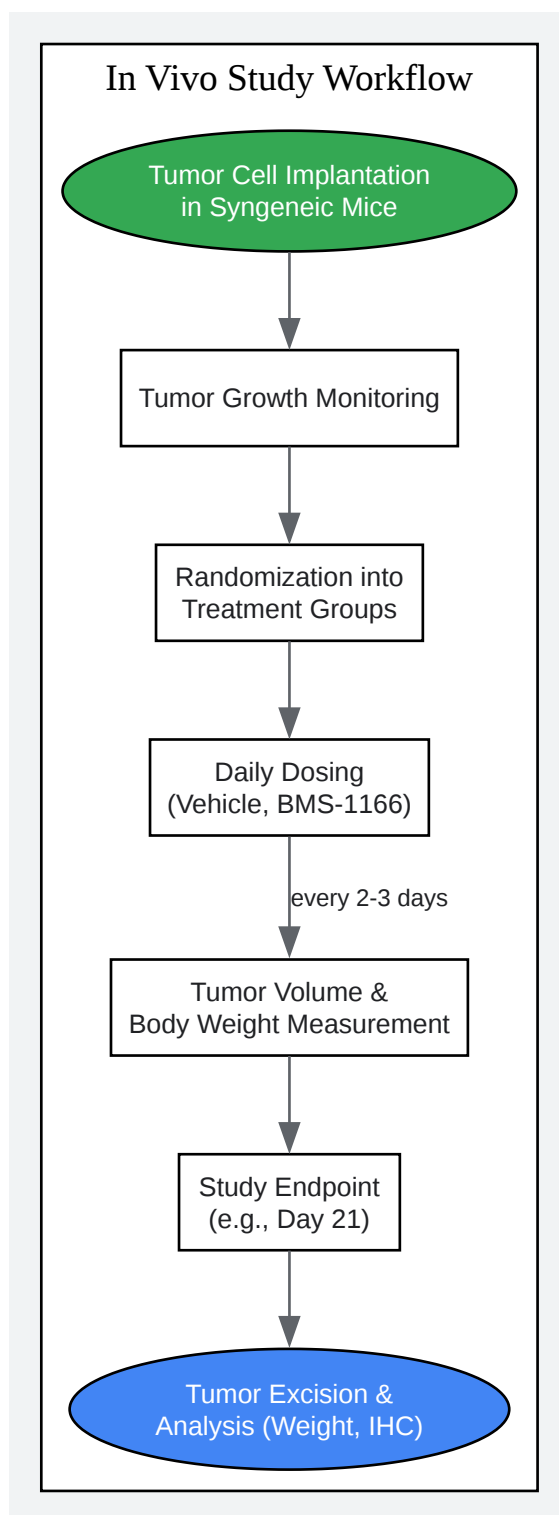 In Vivo Study Workflow
Tumor Cell Implantation
in Syngeneic Mice
Tumor Growth Monitoring
Randomization into
Treatment Groups
Daily Dosing
(Vehicle, BMS-1166)
every 2-3 days
Tumor Volume &
Body Weight Measurement
Study Endpoint
(e.g., Day 21)
Tumor Excision &
Analysis (Weight, IHC)